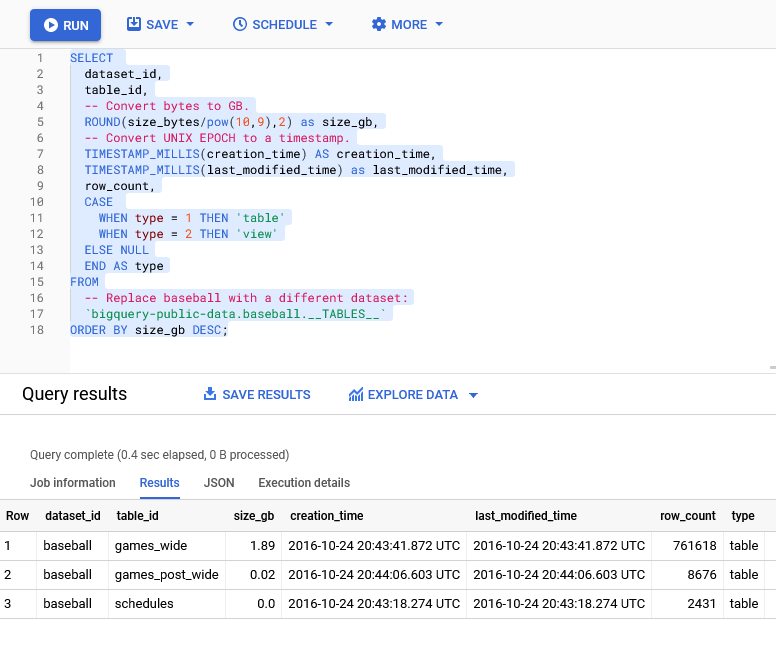 RUN SAVE SCHEDULE MORE
1 SELECT
2 dataset_id,
3 table_id,
4 -- Convert bytes to GB.
5 ROUND(size_bytes/pow(10,9),2) as size_gb,
6 -- Convert UNIX EPOCH to a timestamp.
7 TIMESTAMP_MILLIS(creation_time) AS creation_time,
8 TIMESTAMP_MILLIS(last_modified_time) as last_modified_time,
9 row_count,
10 CASE
11 WHEN type = 1 THEN 'table'
12 WHEN type = 2 THEN 'view'
13 ELSE NULL
14 END AS type
15 FROM
16 -- Replace baseball with a different dataset:
17 `bigquery-public-data.baseball.__TABLES__`
18 ORDER BY size_gb DESC;
Query results SAVE RESULTS EXPLORE DATA
Query complete (0.4 sec elapsed, 0 B processed)
Job information Results JSON Execution details
Row dataset_id table_id size_gb creation_time last_modified_time row_count type
1 baseball games_wide 1.89 2016-10-24 20:43:41.872 UTC 2016-10-24 20:43:41.872 UTC 761618 table
2 baseball games_post_wide 0.02 2016-10-24 20:44:06.603 UTC 2016-10-24 20:44:06.603 UTC 8676 table
3 baseball schedules 0.0 2016-10-24 20:43:18.274 UTC 2016-10-24 20:43:18.274 UTC 2431 table